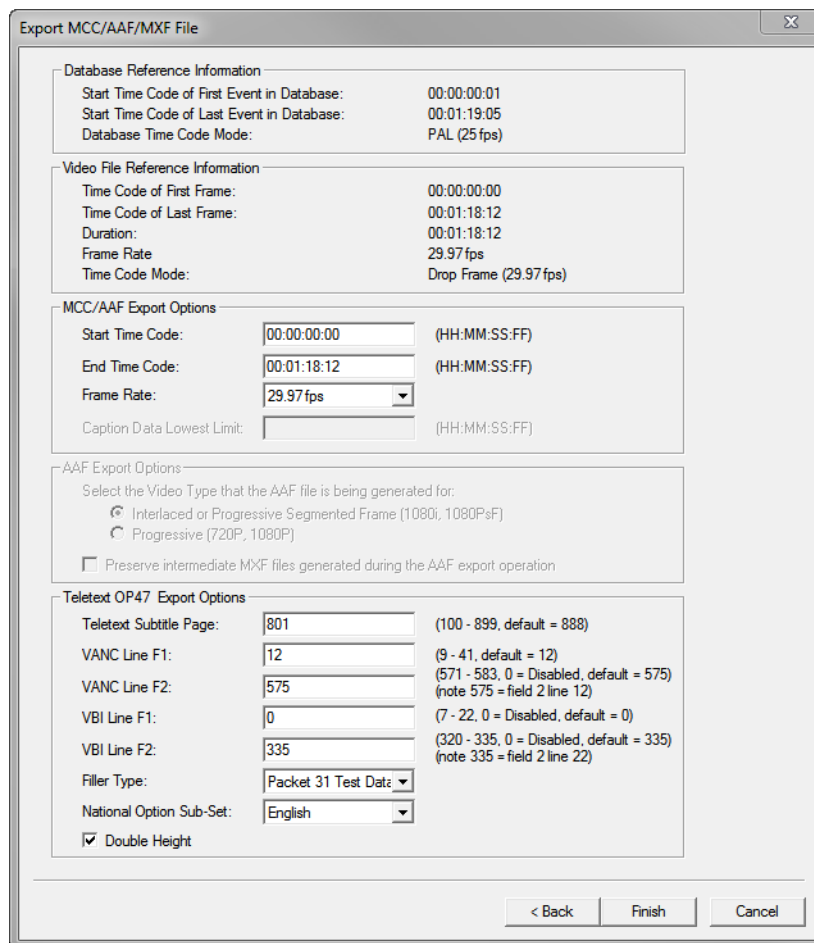 Export MCC/AAF/MXF File
Database Reference Information
Start Time Code of First Event in Database: 00:00:00:01
Start Time Code of Last Event in Database: 00:01:19:05
Database Time Code Mode: PAL (25 fps)
Video File Reference Information
Time Code of First Frame: 00:00:00:00
Time Code of Last Frame: 00:01:18:12
Duration: 00:01:18:12
Frame Rate 29.97 fps
Time Code Mode: Drop Frame (29.97 fps)
MCC/AAF Export Options
Start Time Code: 00:00:00:00 (HH:MM:SS:FF)
End Time Code: 00:01:18:12 (HH:MM:SS:FF)
Frame Rate: 29.97 fps
Caption Data Lowest Limit: (HH:MM:SS:FF)
AAF Export Options
Select the Video Type that the AAF file is being generated for:
Interlaced or Progressive Segmented Frame (1080i, 1080PsF)
Progressive (720P, 1080P)
Preserve intermediate MXF files generated during the AAF export operation
Teletext OP47 Export Options
Teletext Subtitle Page: 801 (100 - 899, default = 888)
VANC Line F1: 12 (9 - 41, default = 12)
VANC Line F2: 575 (571 - 583, 0 = Disabled, default = 575)
(note 575 = field 2 line 12)
VBI Line F1: 0 (7 - 22, 0 = Disabled, default = 0)
VBI Line F2: 335 (320 - 335, 0 = Disabled, default = 335)
(note 335 = field 2 line 22)
Filler Type: Packet 31 Test Data
National Option Sub-Set: English
Double Height
< Back Finish Cancel